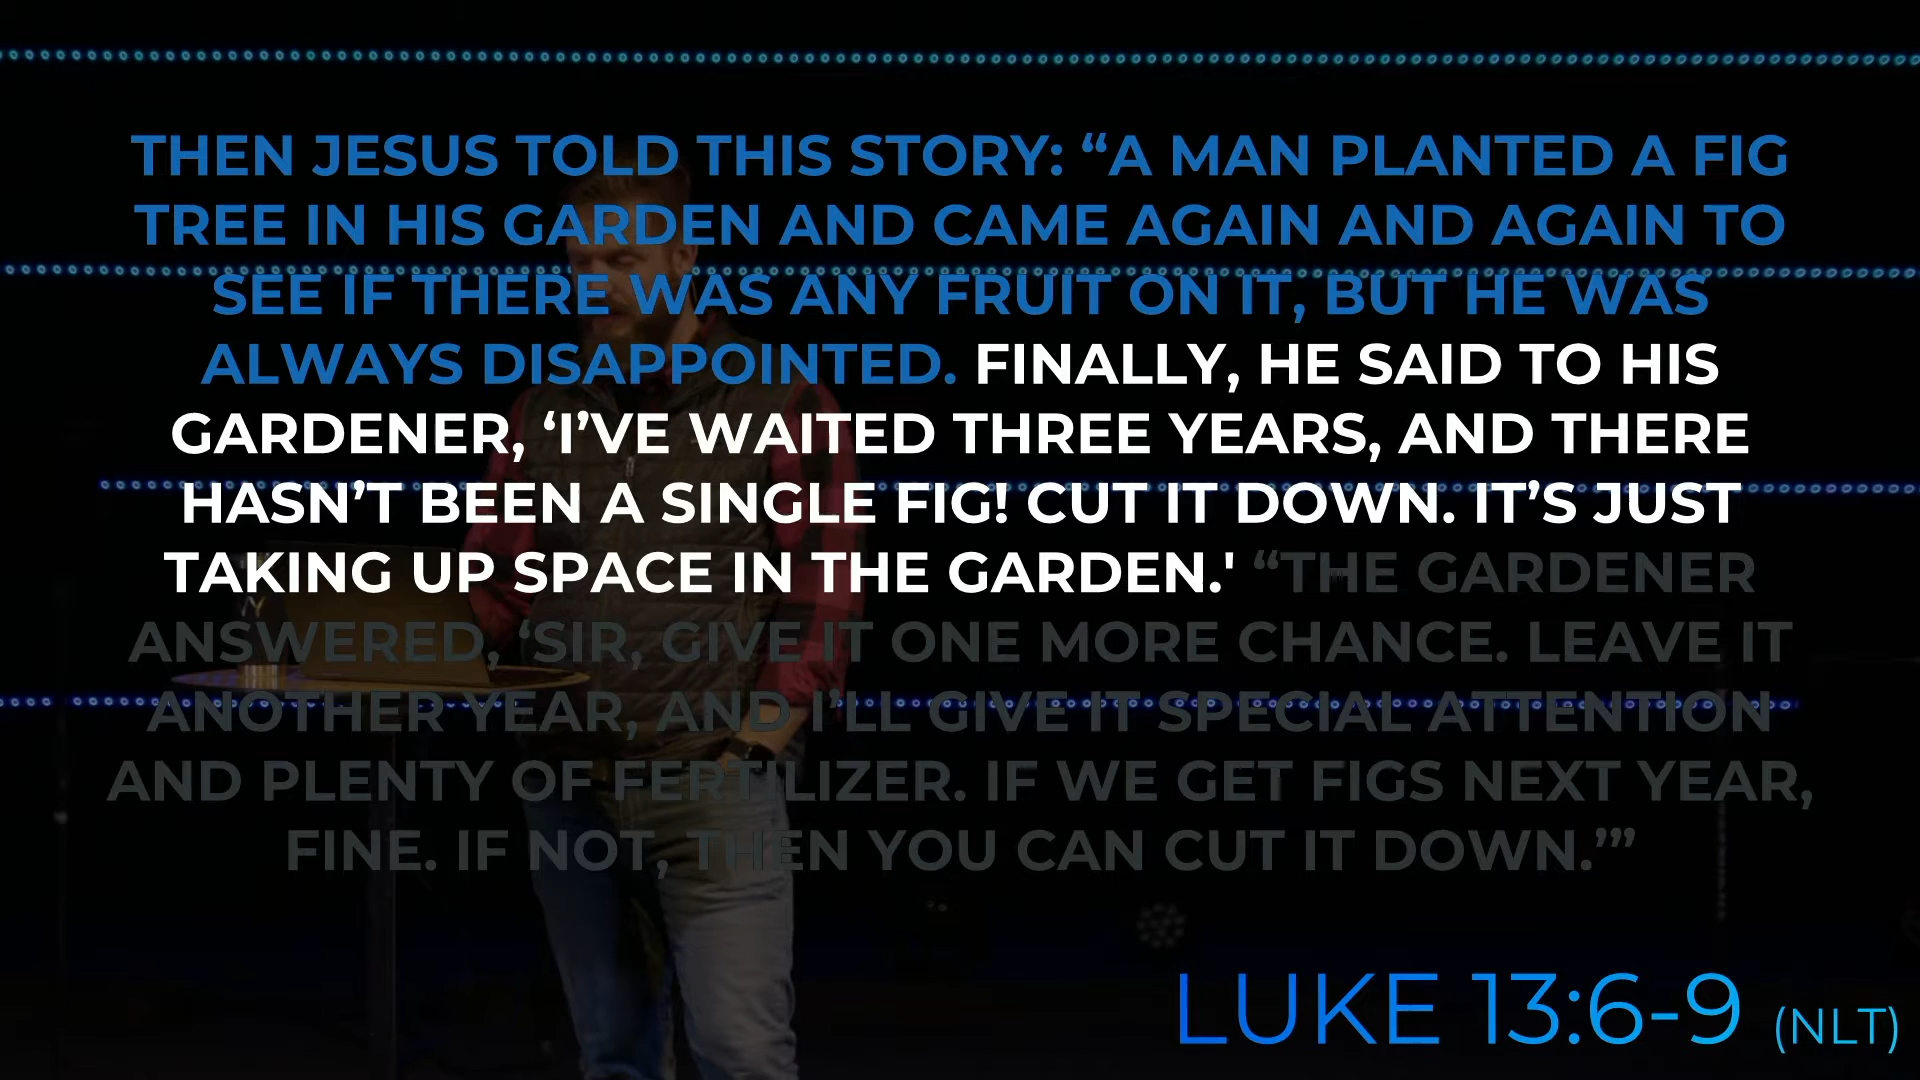 THEN JESUS TOLD THIS STORY: “A MAN PLANTED A FIG
TREE IN HIS GARDEN AND CAME AGAIN AND AGAIN TO
SEE IF THERE WAS ANY FRUIT ON IT, BUT HE WAS
ALWAYS DISAPPOINTED. FINALLY, HE SAID TO HIS
GARDENER, ‘I’VE WAITED THREE YEARS, AND THERE
HASN’T BEEN A SINGLE FIG! CUT IT DOWN. IT’S JUST
TAKING UP SPACE IN THE GARDEN.' “THE GARDENER
ANSWERED, ‘SIR, GIVE IT ONE MORE CHANCE. LEAVE IT
ANOTHER YEAR, AND I’LL GIVE IT SPECIAL ATTENTION
AND PLENTY OF FERTILIZER. IF WE GET FIGS NEXT YEAR,
FINE. IF NOT, THEN YOU CAN CUT IT DOWN.’”
LUKE 13:6-9 (NLT)